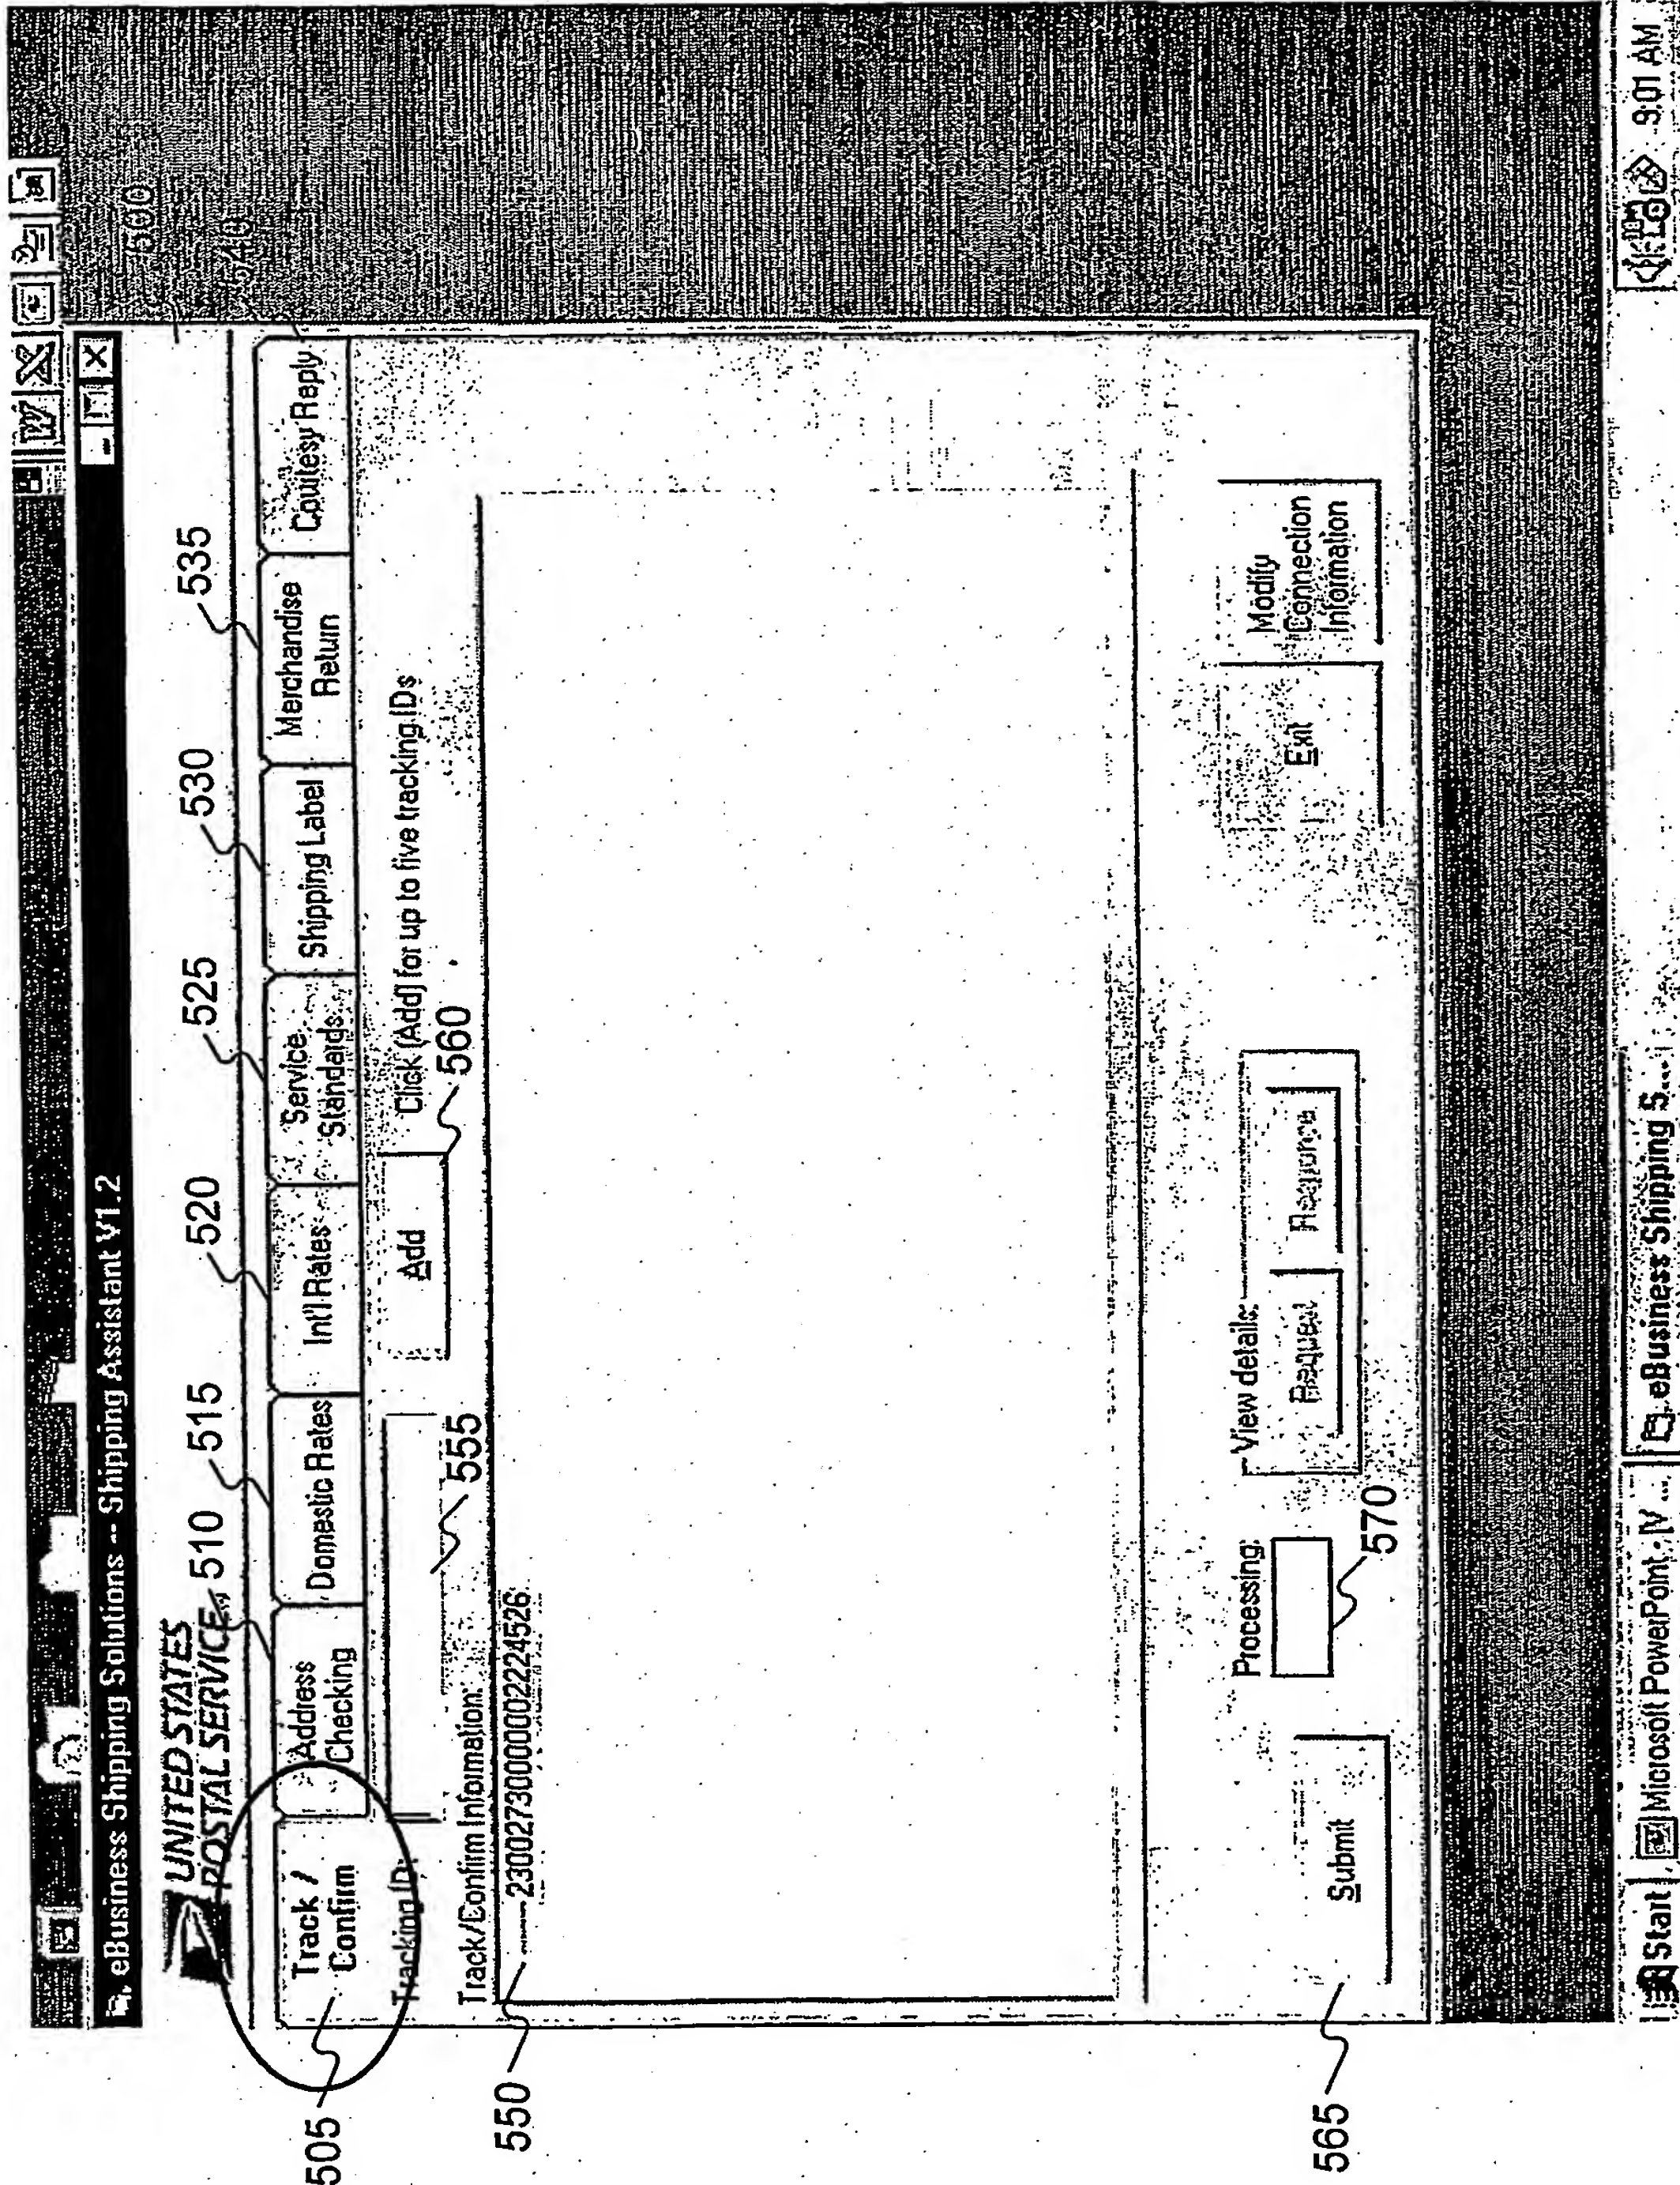 eBusiness Shipping Solutions -- Shipping Assistant V1.2
500
UNITED STATES
POSTAL SERVICE
510
515
520
525
530
535
540
505
Track / Confirm
Address Checking
Domestic Rates
Int'l Rates
Service Standards
Shipping Label
Merchandise Return
Courtesy Reply
Tracking ID:
555
Add
560
Click (Add) for up to five tracking IDs
Track/Confirm Information:
550
Processing:
570
View details:
Request
Submit
565
Exit
Modify Connection Information
Start
Microsoft PowerPoint - [V ...
eBusiness Shipping S...
9:01 AM